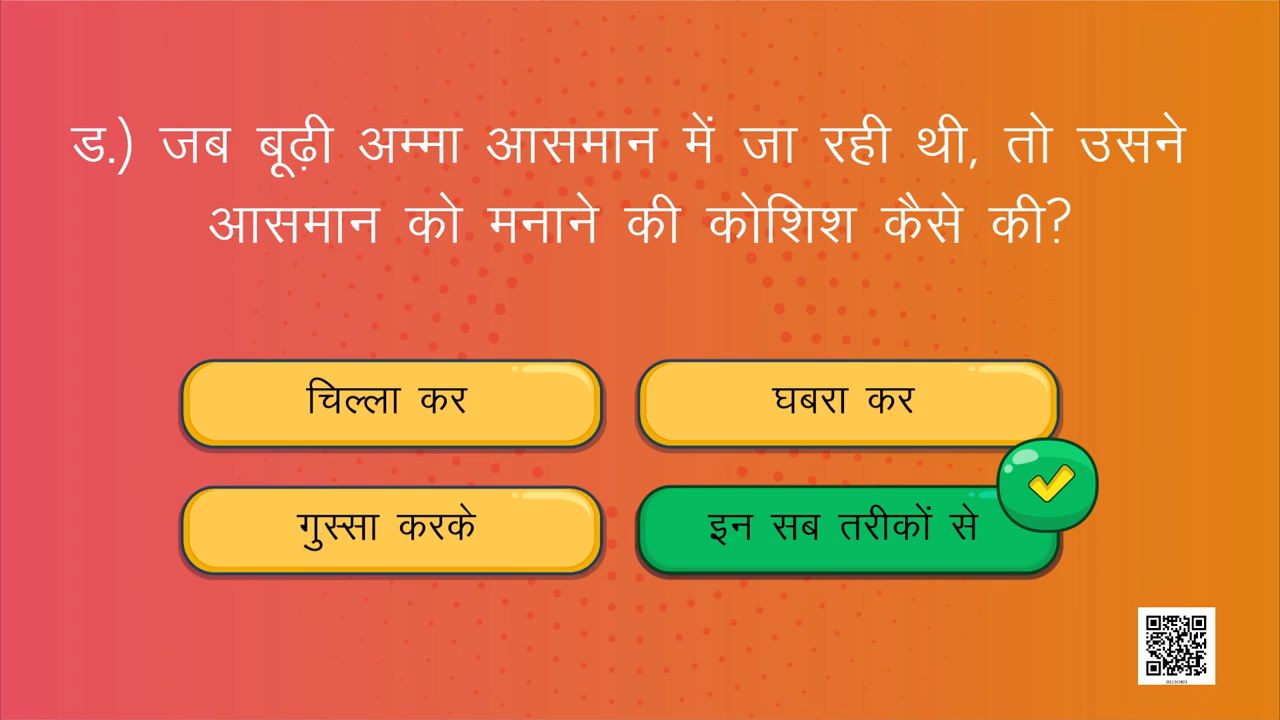 ड.) जब बूढ़ी अम्मा आसमान में जा रही थी, तो उसने
आसमान को मनाने की कोशिश कैसे की?
चिल्ला कर
घबरा कर
गुस्सा करके
इन सब तरीकों से